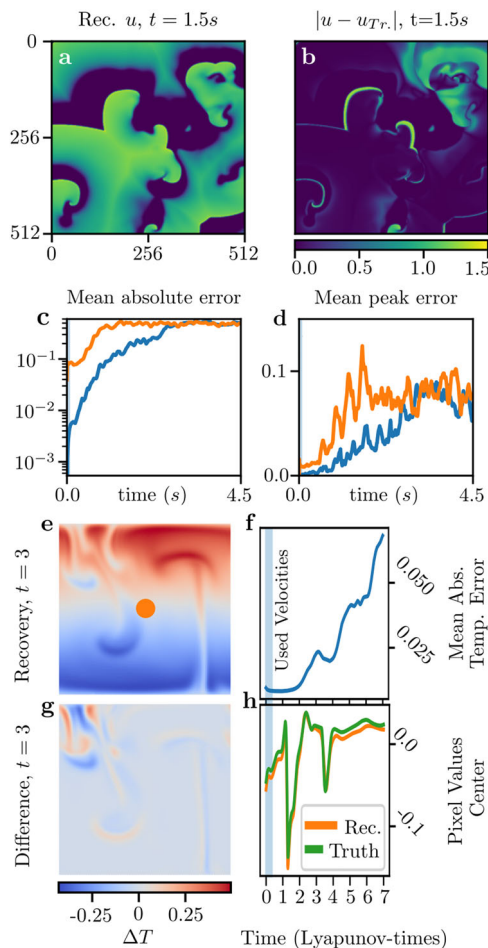 Rec. u, t = 1.5s
|u − u_{Tr.}|, t=1.5s
0
a
b
256
512
0
256
512
0.0
1.0
1.5
Mean absolute error
Mean peak error
c
d
10^{-1}
10^{-2}
10^{-3}
0.1
0.0
0.0
4.5
time (s)
0.0
4.5
time (s)
e
f
Recovery, t = 3
Used Velocities
0.050
0.025
Mean Abs.
Temp. Error
g
h
Difference, t = 3
0.0
-0.1
Pixel Values
Center
Rec.
Truth
0 1 2 3 4 5 6 7
-0.25
0
0.25
ΔT
Time (Lyapunov-times)